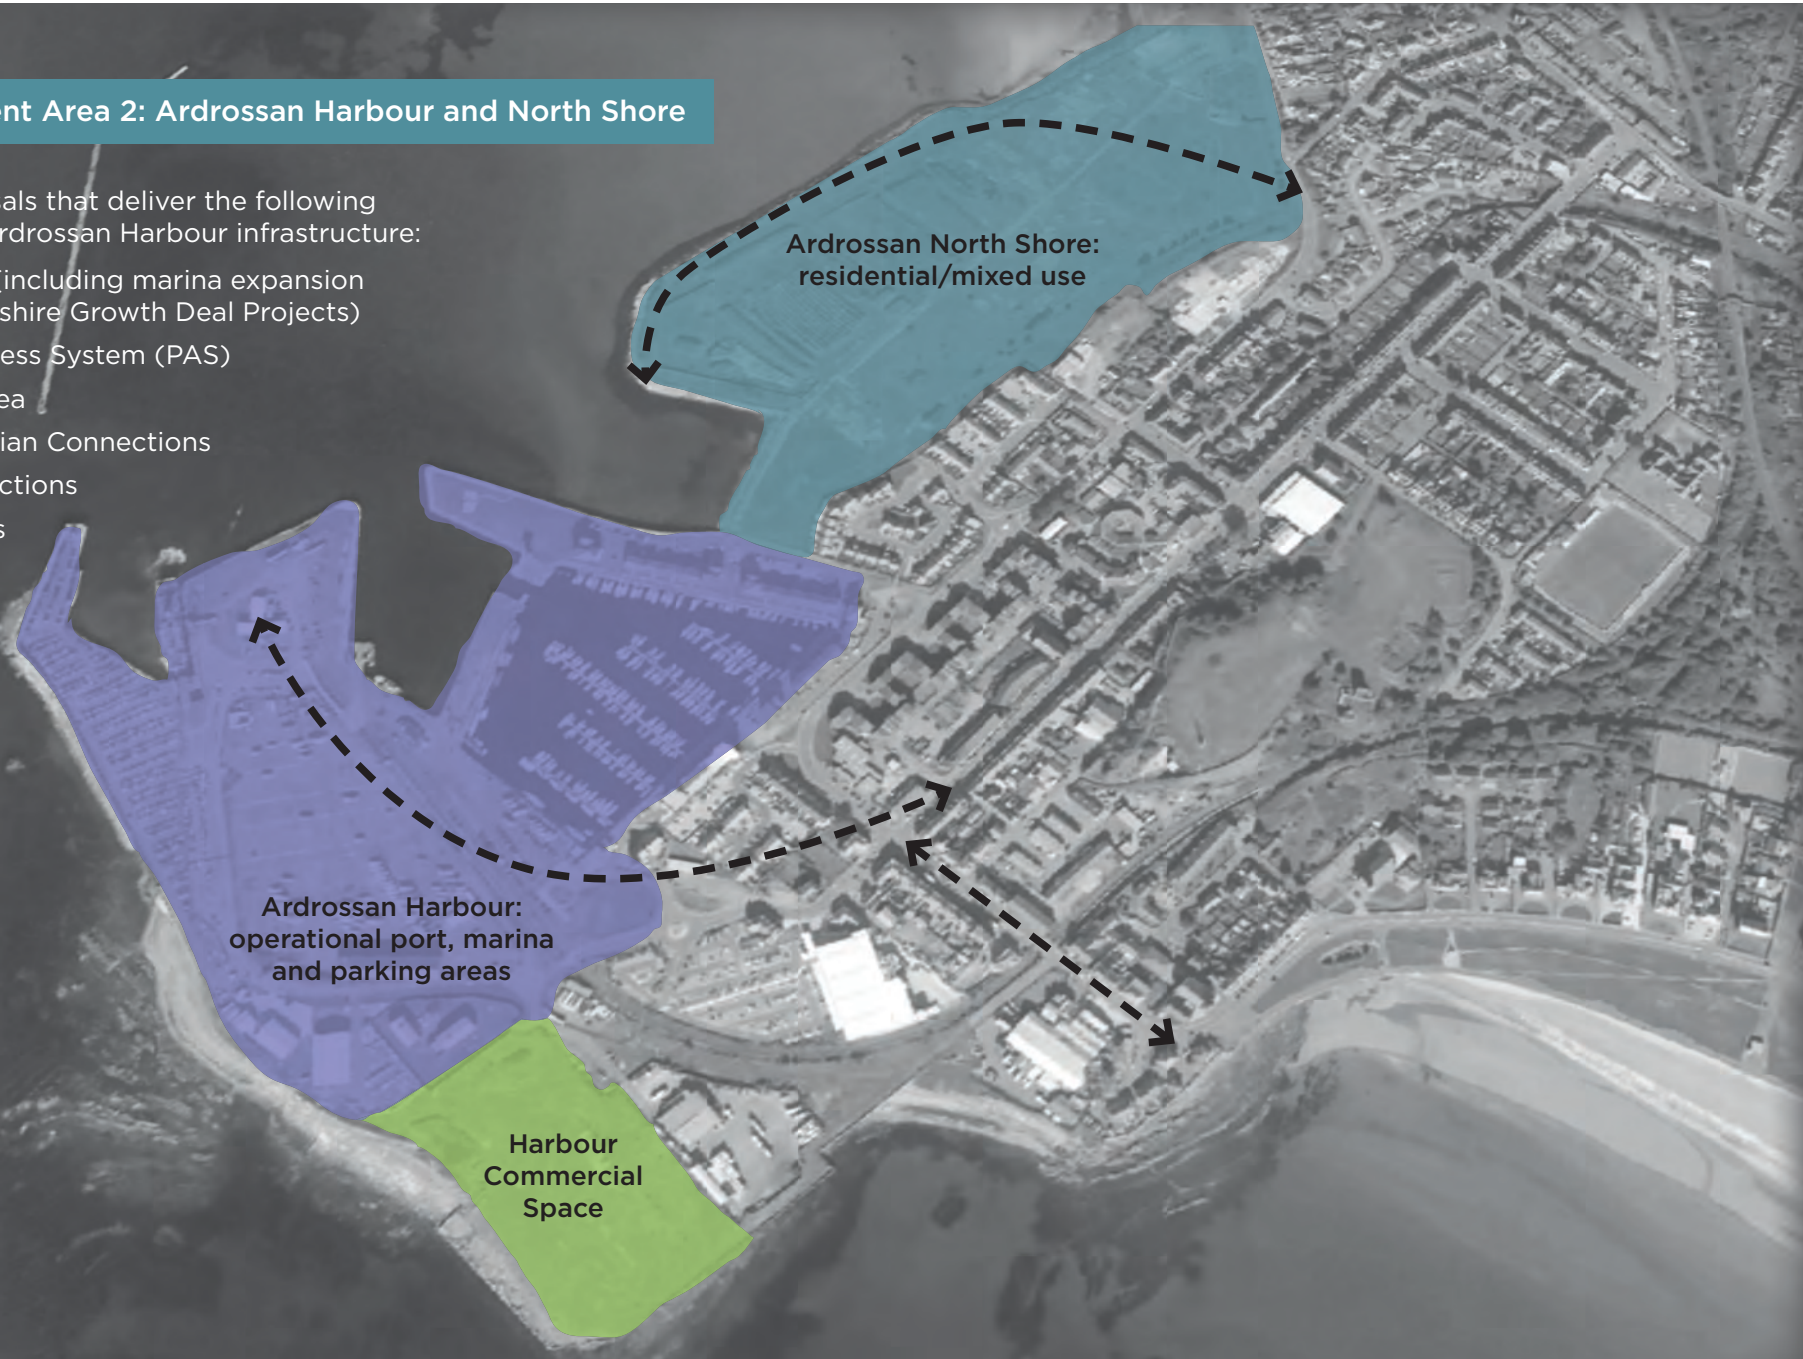 ent Area 2: Ardrossan Harbour and North Shore
sals that deliver the following
Ardrossan Harbour infrastructure:
(including marina expansion
shire Growth Deal Projects)
ess System (PAS)
ea
ian Connections
ctions
s
Ardrossan North Shore:
residential/mixed use
Ardrossan Harbour:
operational port, marina
and parking areas
Harbour
Commercial
Space